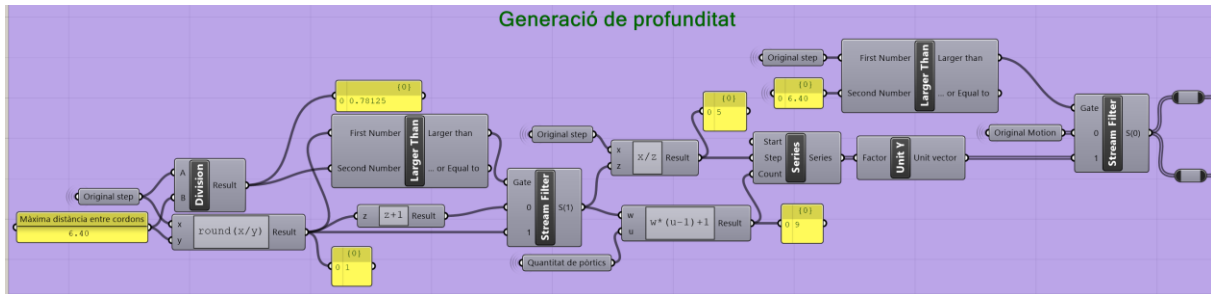 Generació de profunditat
Original step
Màxima distància entre cordons
6.40
A
B
Division
Result
x
y
round(x/y)
Result
{0}
0 0.78125
First Number
Second Number
Larger Than
Larger than
... or Equal to
z
z+1
Result
{0}
0 1
Gate
0
1
Stream Filter
S(1)
Original step
Quantitat de pòrtics
x
z
x/z
Result
w
u
w*(u-1)+1
Result
{0}
0 5
{0}
0 9
Start
Step
Count
Series
Series
Factor
Unit Y
Unit vector
Original step
{0}
0 6.40
First Number
Second Number
Larger Than
Larger than
... or Equal to
Original Motion
Gate
0
1
Stream Filter
S(0)